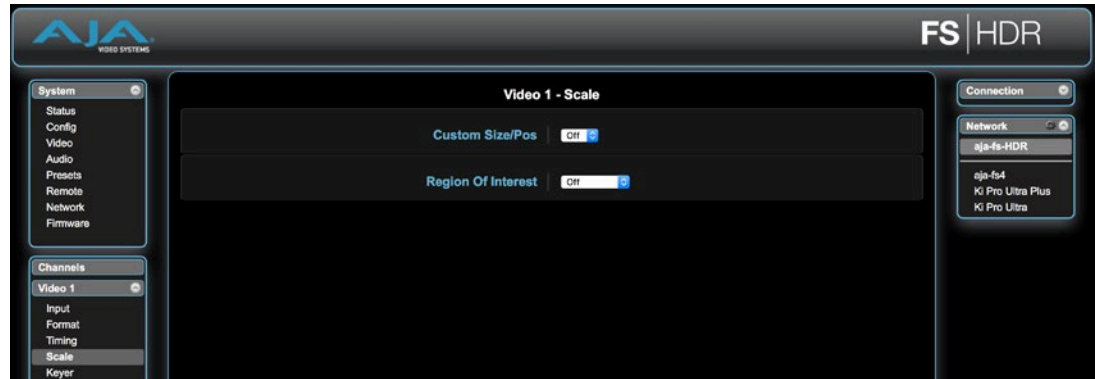 AJA
VIDEO SYSTEMS
FS HDR
System
Status
Config
Video
Audio
Presets
Remote
Network
Firmware
Channels
Video 1
Input
Format
Timing
Scale
Keyer
Video 1 - Scale
Custom Size/Pos Off
Region Of Interest Off
Connection
Network
aja-fs-HDR
aja-fs4
Ki Pro Ultra Plus
Ki Pro Ultra